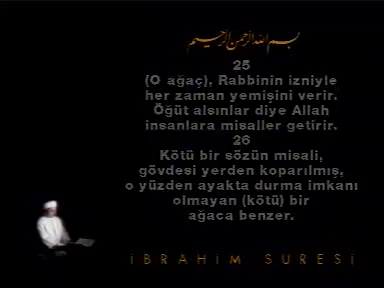 بسم الله الرحمن الرحيم
25
(O ağaç), Rabbinin izniyle
her zaman yemişini verir.
Öğüt alsınlar diye Allah
insanlara misaller getirir.
26
Kötü bir sözün misali,
gövdesi yerden koparılmış,
o yüzden ayakta durma imkanı
olmayan (kötü) bir
ağaca benzer.
İBRAHİM SURESİ